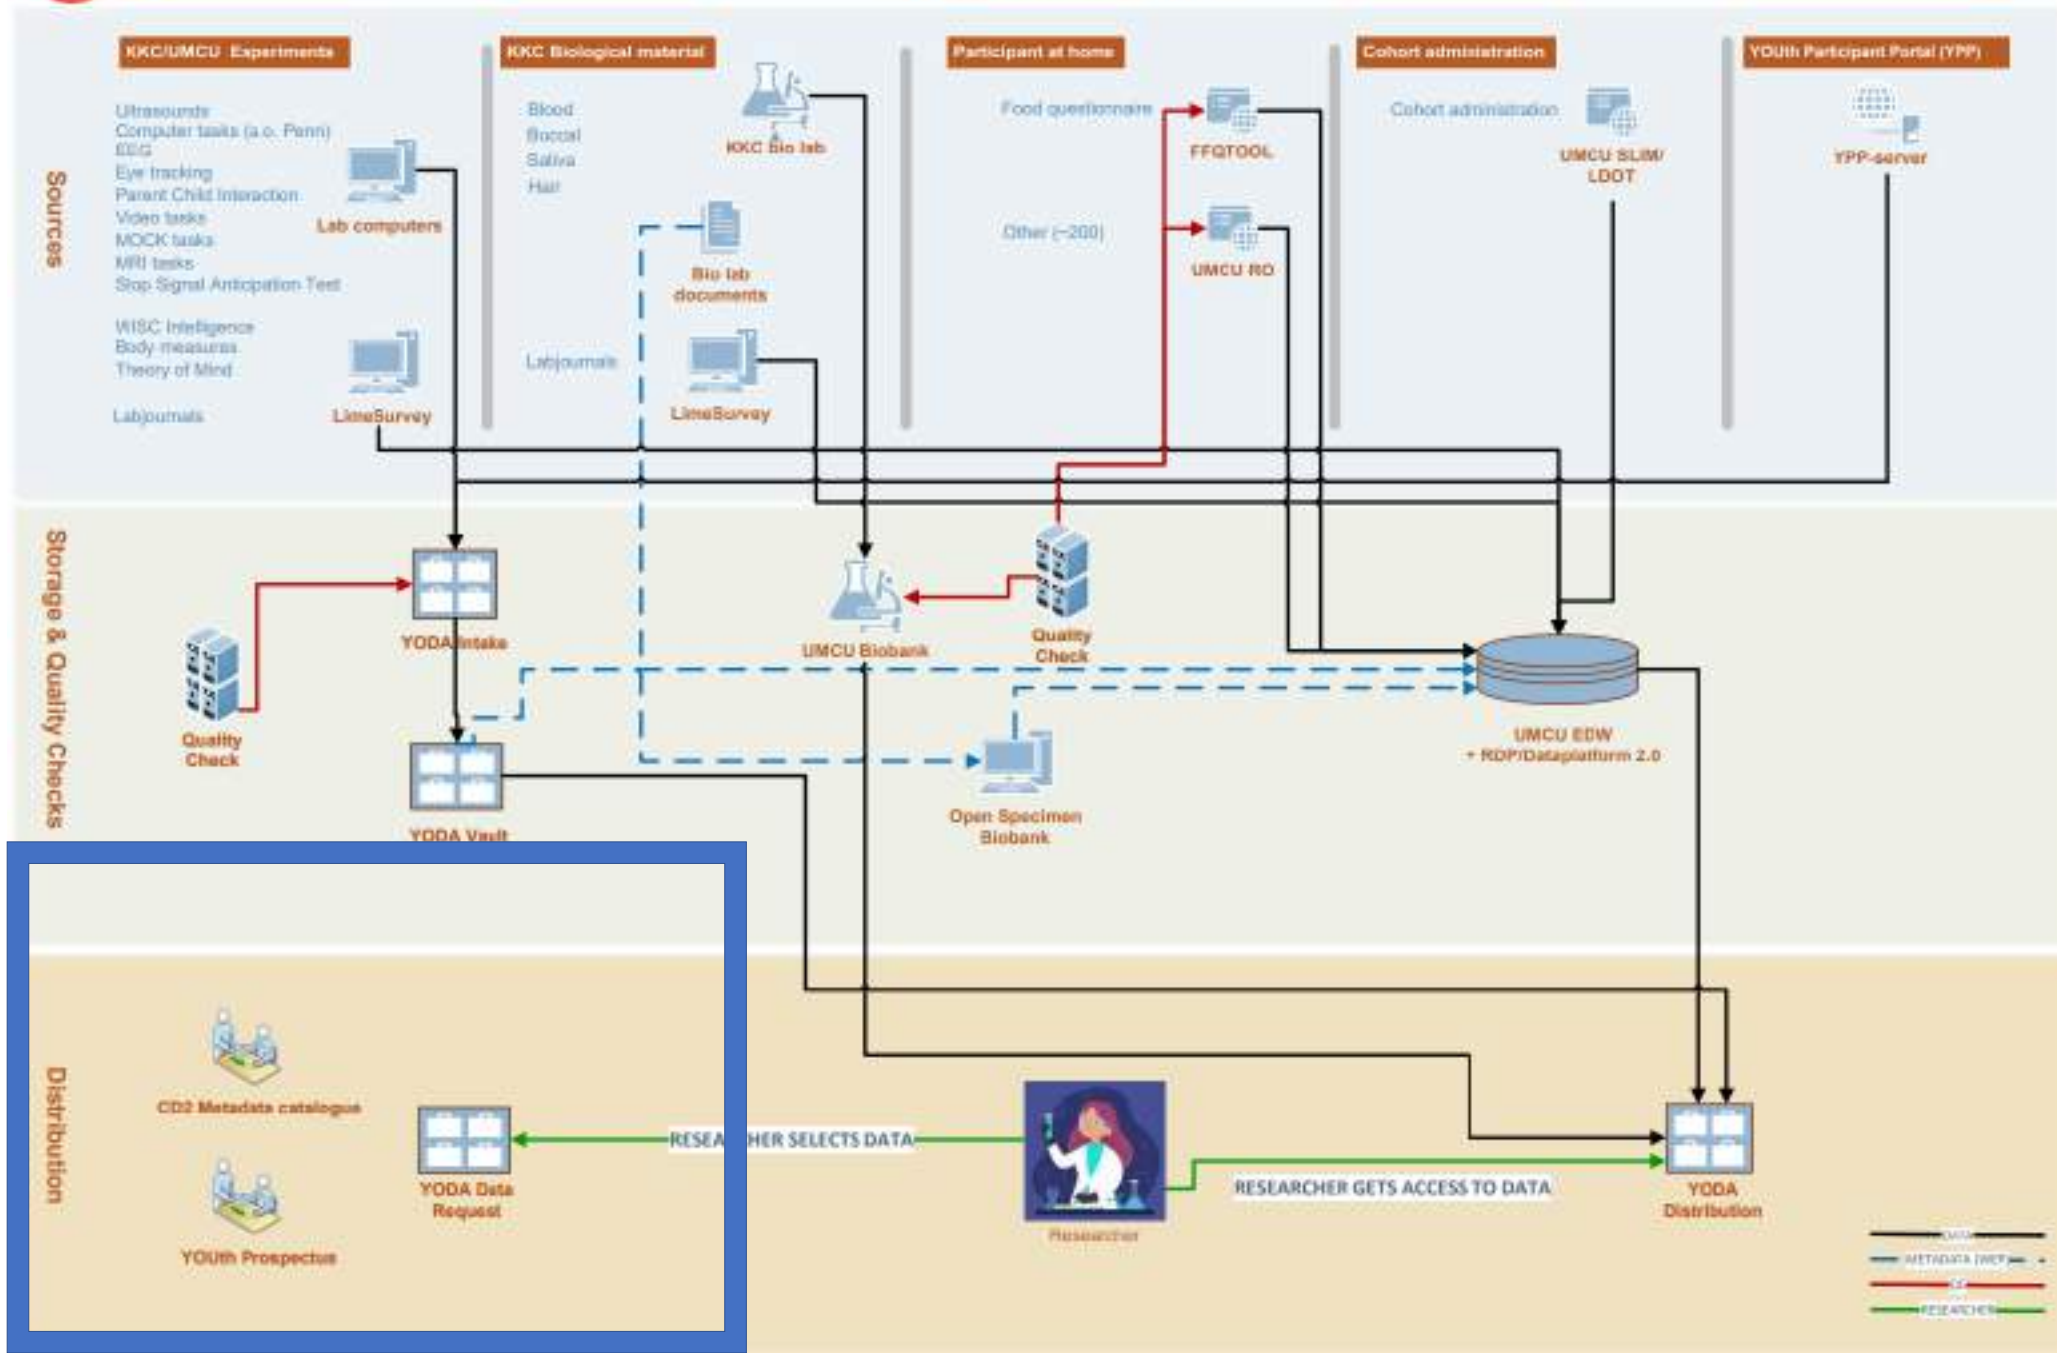 KKC/UMCU Experiments
KKC Biological material
Participant at home
Cohort administration
YOUth Participant Portal (YPP)
Sources
Ultrasounds
Computer tasks (a.o. Penn)
EEG
Eye tracking
Parent Child Interaction
Video tasks
MOCK tasks
MRI tasks
Stop Signal Anticipation Test
WISC Intelligence
Body measures
Theory of Mind
Labjournals
Lab computers
LimeSurvey
Blood
Buccal
Saliva
Hair
KKC Bio lab
Bio lab
documents
Labjournals
LimeSurvey
Food questionnaire
FFQTOOL
Other (~200)
UMCU RO
Cohort administration
UMCU SLIM/
LDOT
YPP-server
Storage & Quality Checks
YODA Intake
Quality
Check
YODA Vault
UMCU Biobank
Quality
Check
Open Specimen
Biobank
UMCU EDW
+ RDP/Dataplatform 2.0
Distribution
CD2 Metadata catalogue
YOUth Prospectus
YODA Data
Request
RESEA HER SELECTS DATA
Researcher
RESEARCHER GETS ACCESS TO DATA
YODA
Distribution
DATA
METADATA (WEP)
RESEARCHER